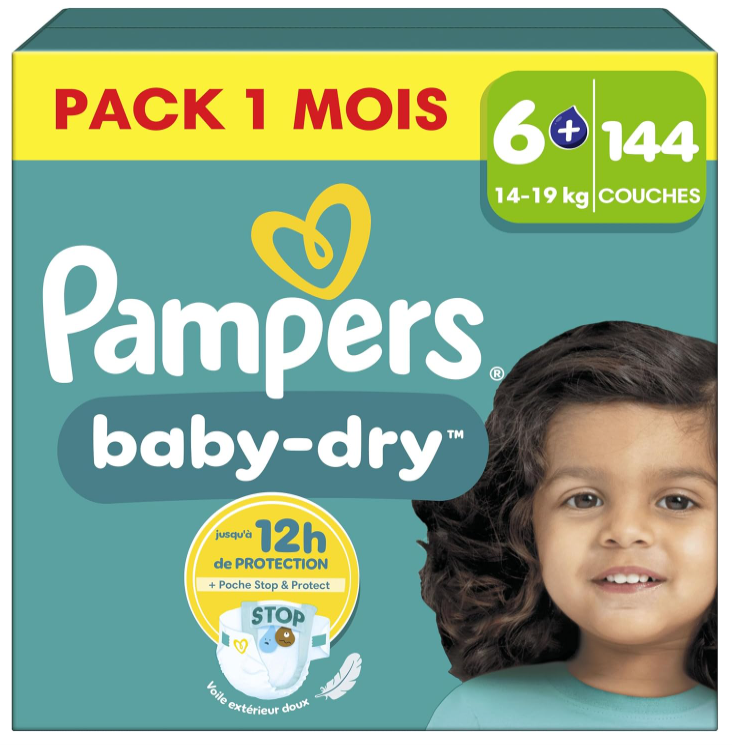 PACK 1 MOIS
6+
144
14-19 kg
COUCHES
Pampers®
baby-dry™
jusqu'à 12h
de PROTECTION
+ Poche Stop & Protect
STOP
Voile extérieur doux